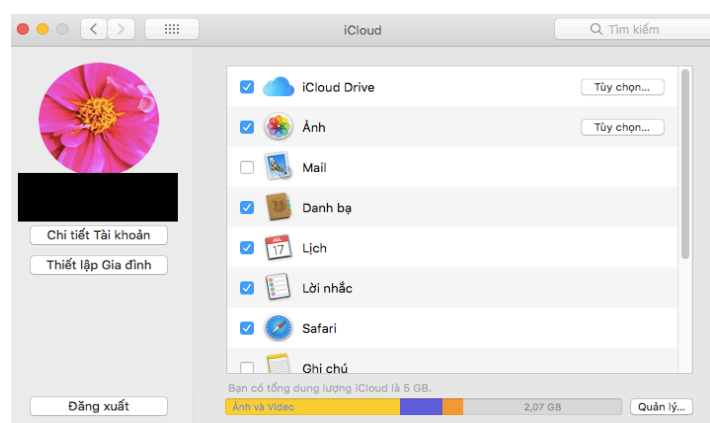 iCloud
Tìm kiếm
iCloud Drive
Tùy chọn...
Ảnh
Tùy chọn...
Mail
Danh bạ
JUL
17
Lịch
Lời nhắc
Safari
Ghi chú
Chi tiết Tài khoản
Thiết lập Gia đình
Đăng xuất
Bạn có tổng dung lượng iCloud là 5 GB.
Ảnh và Video
2,07 GB
Quản lý...